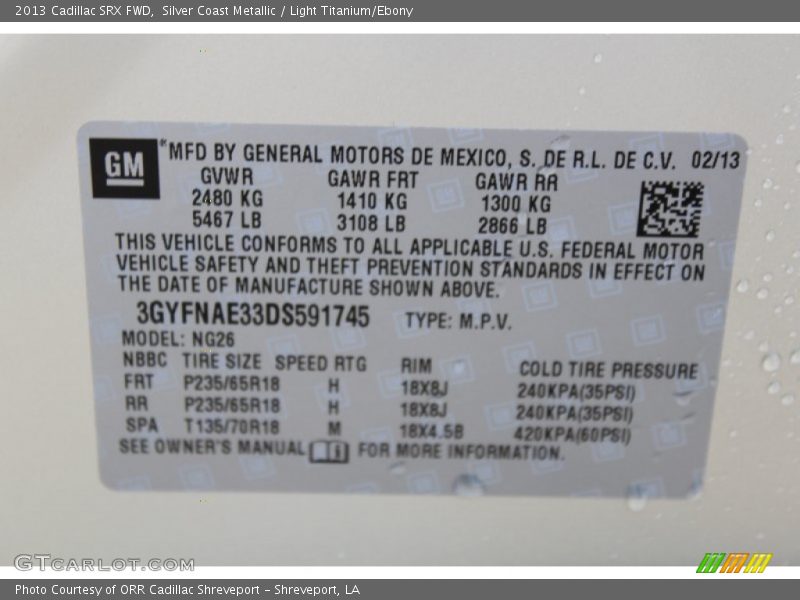 2013 Cadillac SRX FWD, Silver Coast Metallic / Light Titanium/Ebony
GM
® MFD BY GENERAL MOTORS DE MEXICO, S. DE R.L. DE C.V. 02/13
GVWR GAWR FRT GAWR RR
2480 KG 1410 KG 1300 KG
5467 LB 3108 LB 2866 LB
THIS VEHICLE CONFORMS TO ALL APPLICABLE U.S. FEDERAL MOTOR
VEHICLE SAFETY AND THEFT PREVENTION STANDARDS IN EFFECT ON
THE DATE OF MANUFACTURE SHOWN ABOVE.
3GYFNAE33DS591745 TYPE: M.P.V.
MODEL: NG26
NBBC TIRE SIZE SPEED RTG RIM COLD TIRE PRESSURE
FRT P235/65R18 H 18X8J 240KPA(35PSI)
RR P235/65R18 H 18X8J 240KPA(35PSI)
SPA T135/70R18 M 18X4.5B 420KPA(60PSI)
SEE OWNER'S MANUAL FOR MORE INFORMATION.
GTCarLot.com
Photo Courtesy of ORR Cadillac Shreveport - Shreveport, LA